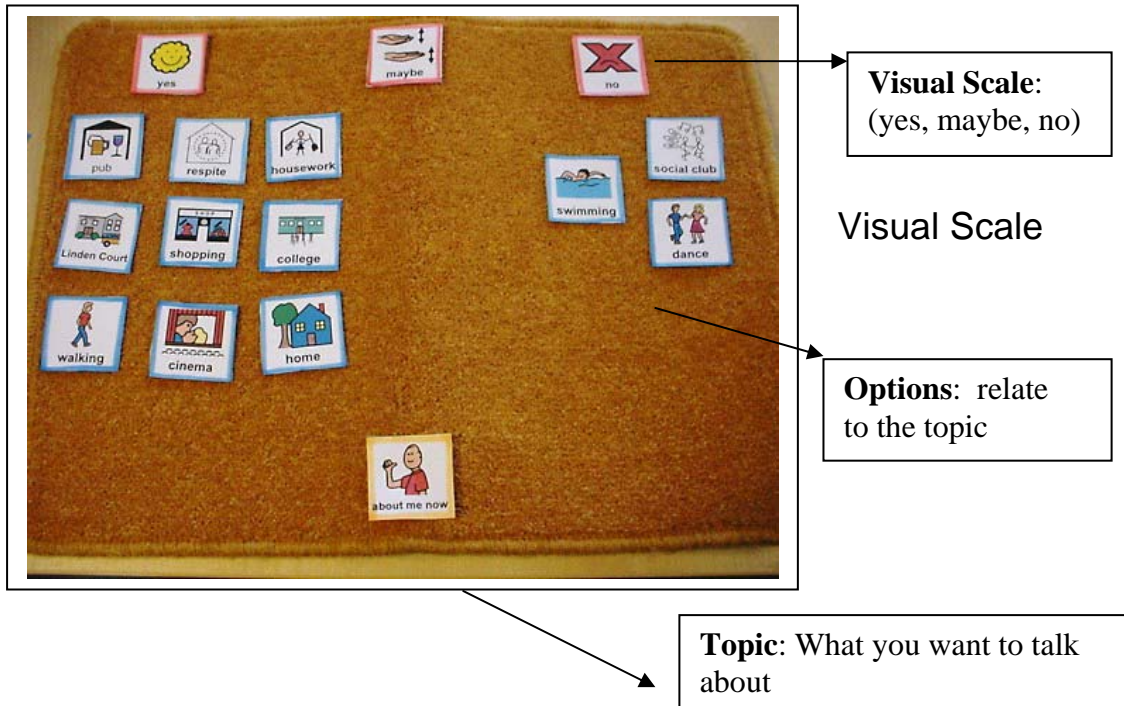 yes
maybe
no
pub
respite
housework
social club
swimming
Linden Court
shopping
college
dance
walking
cinema
home
about me now
Visual Scale:
(yes, maybe, no)
Visual Scale
Options: relate
to the topic
Topic: What you want to talk
about
SHOP